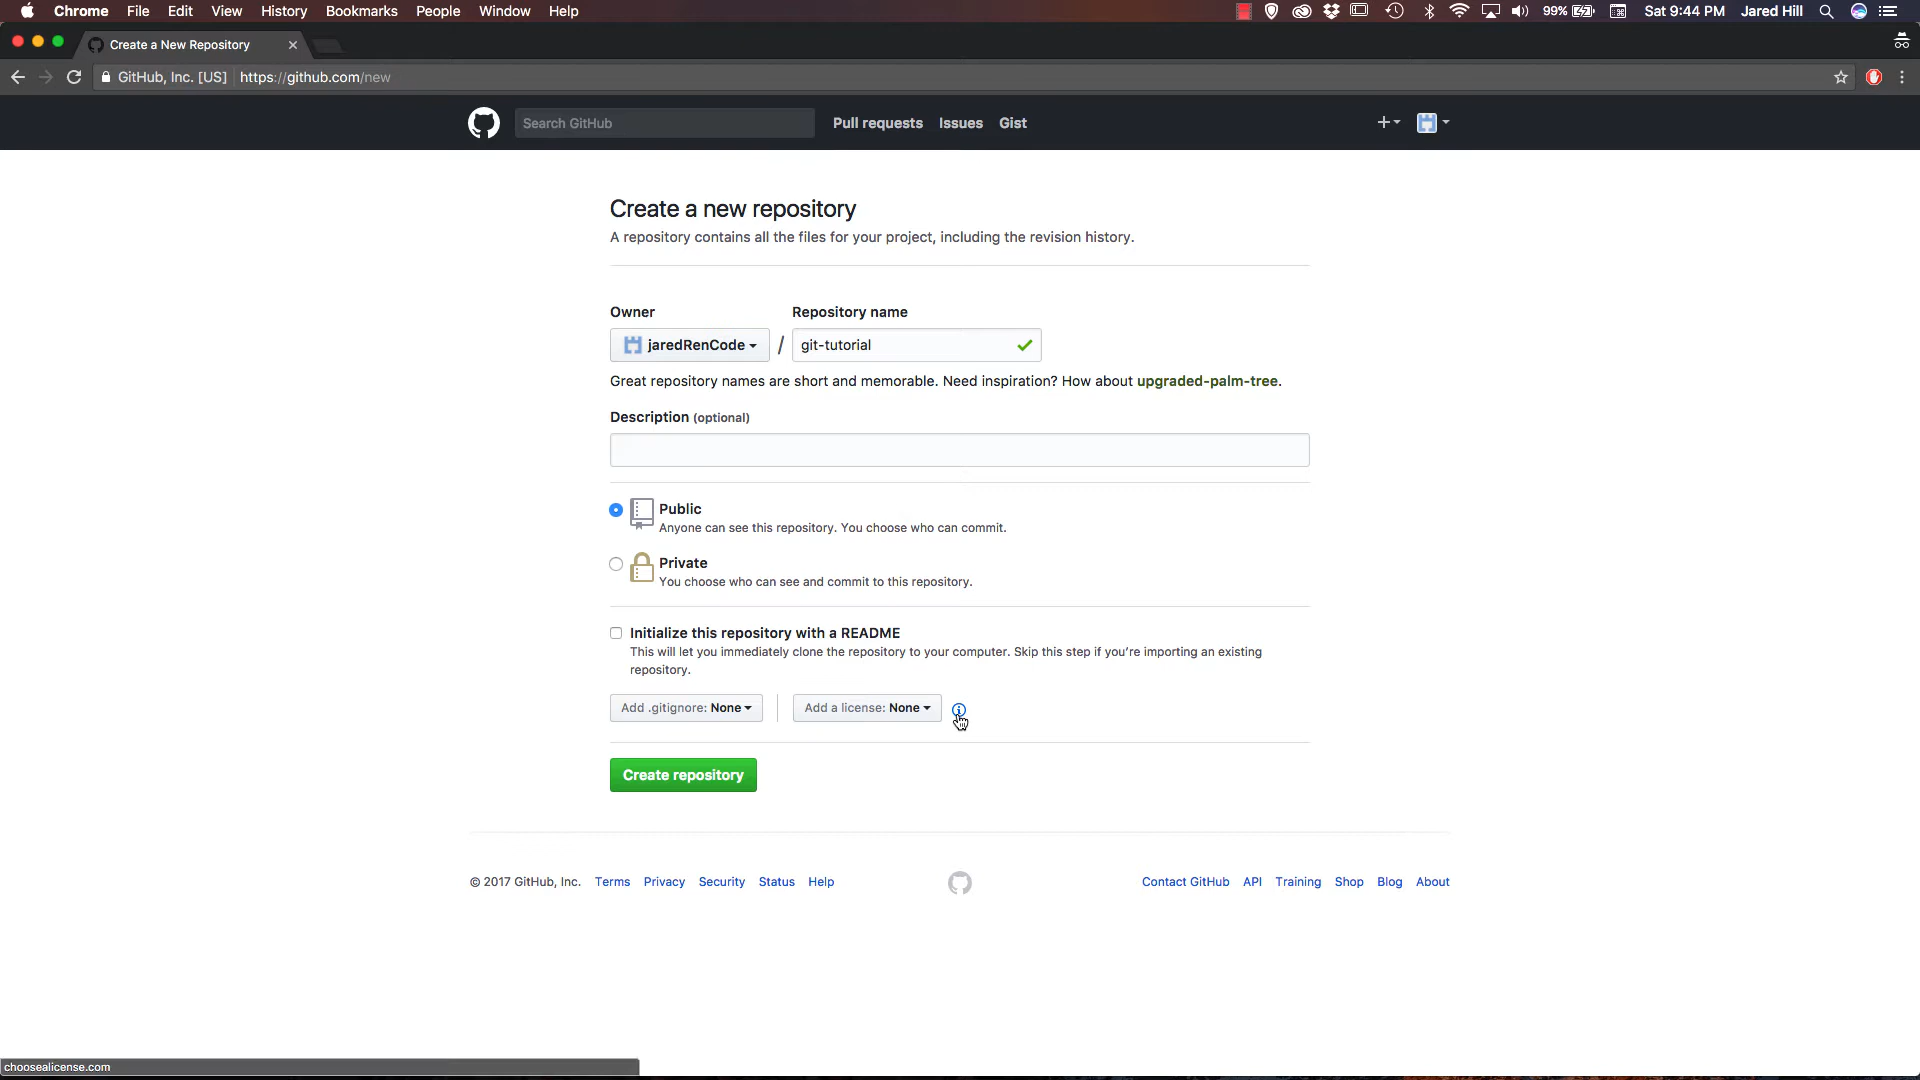 Chrome File Edit View History Bookmarks People Window Help 99% Sat 9:44 PM Jared Hill
Create a New Repository
GitHub, Inc. [US] https://github.com/new
Search GitHub Pull requests Issues Gist
Create a new repository
A repository contains all the files for your project, including the revision history.
Owner Repository name
jaredRenCode / git-tutorial
Great repository names are short and memorable. Need inspiration? How about upgraded-palm-tree.
Description (optional)
Public
Anyone can see this repository. You choose who can commit.
Private
You choose who can see and commit to this repository.
Initialize this repository with a README
This will let you immediately clone the repository to your computer. Skip this step if you’re importing an existing
repository.
Add .gitignore: None Add a license: None
Create repository
© 2017 GitHub, Inc. Terms Privacy Security Status Help Contact GitHub API Training Shop Blog About
choosealicense.com